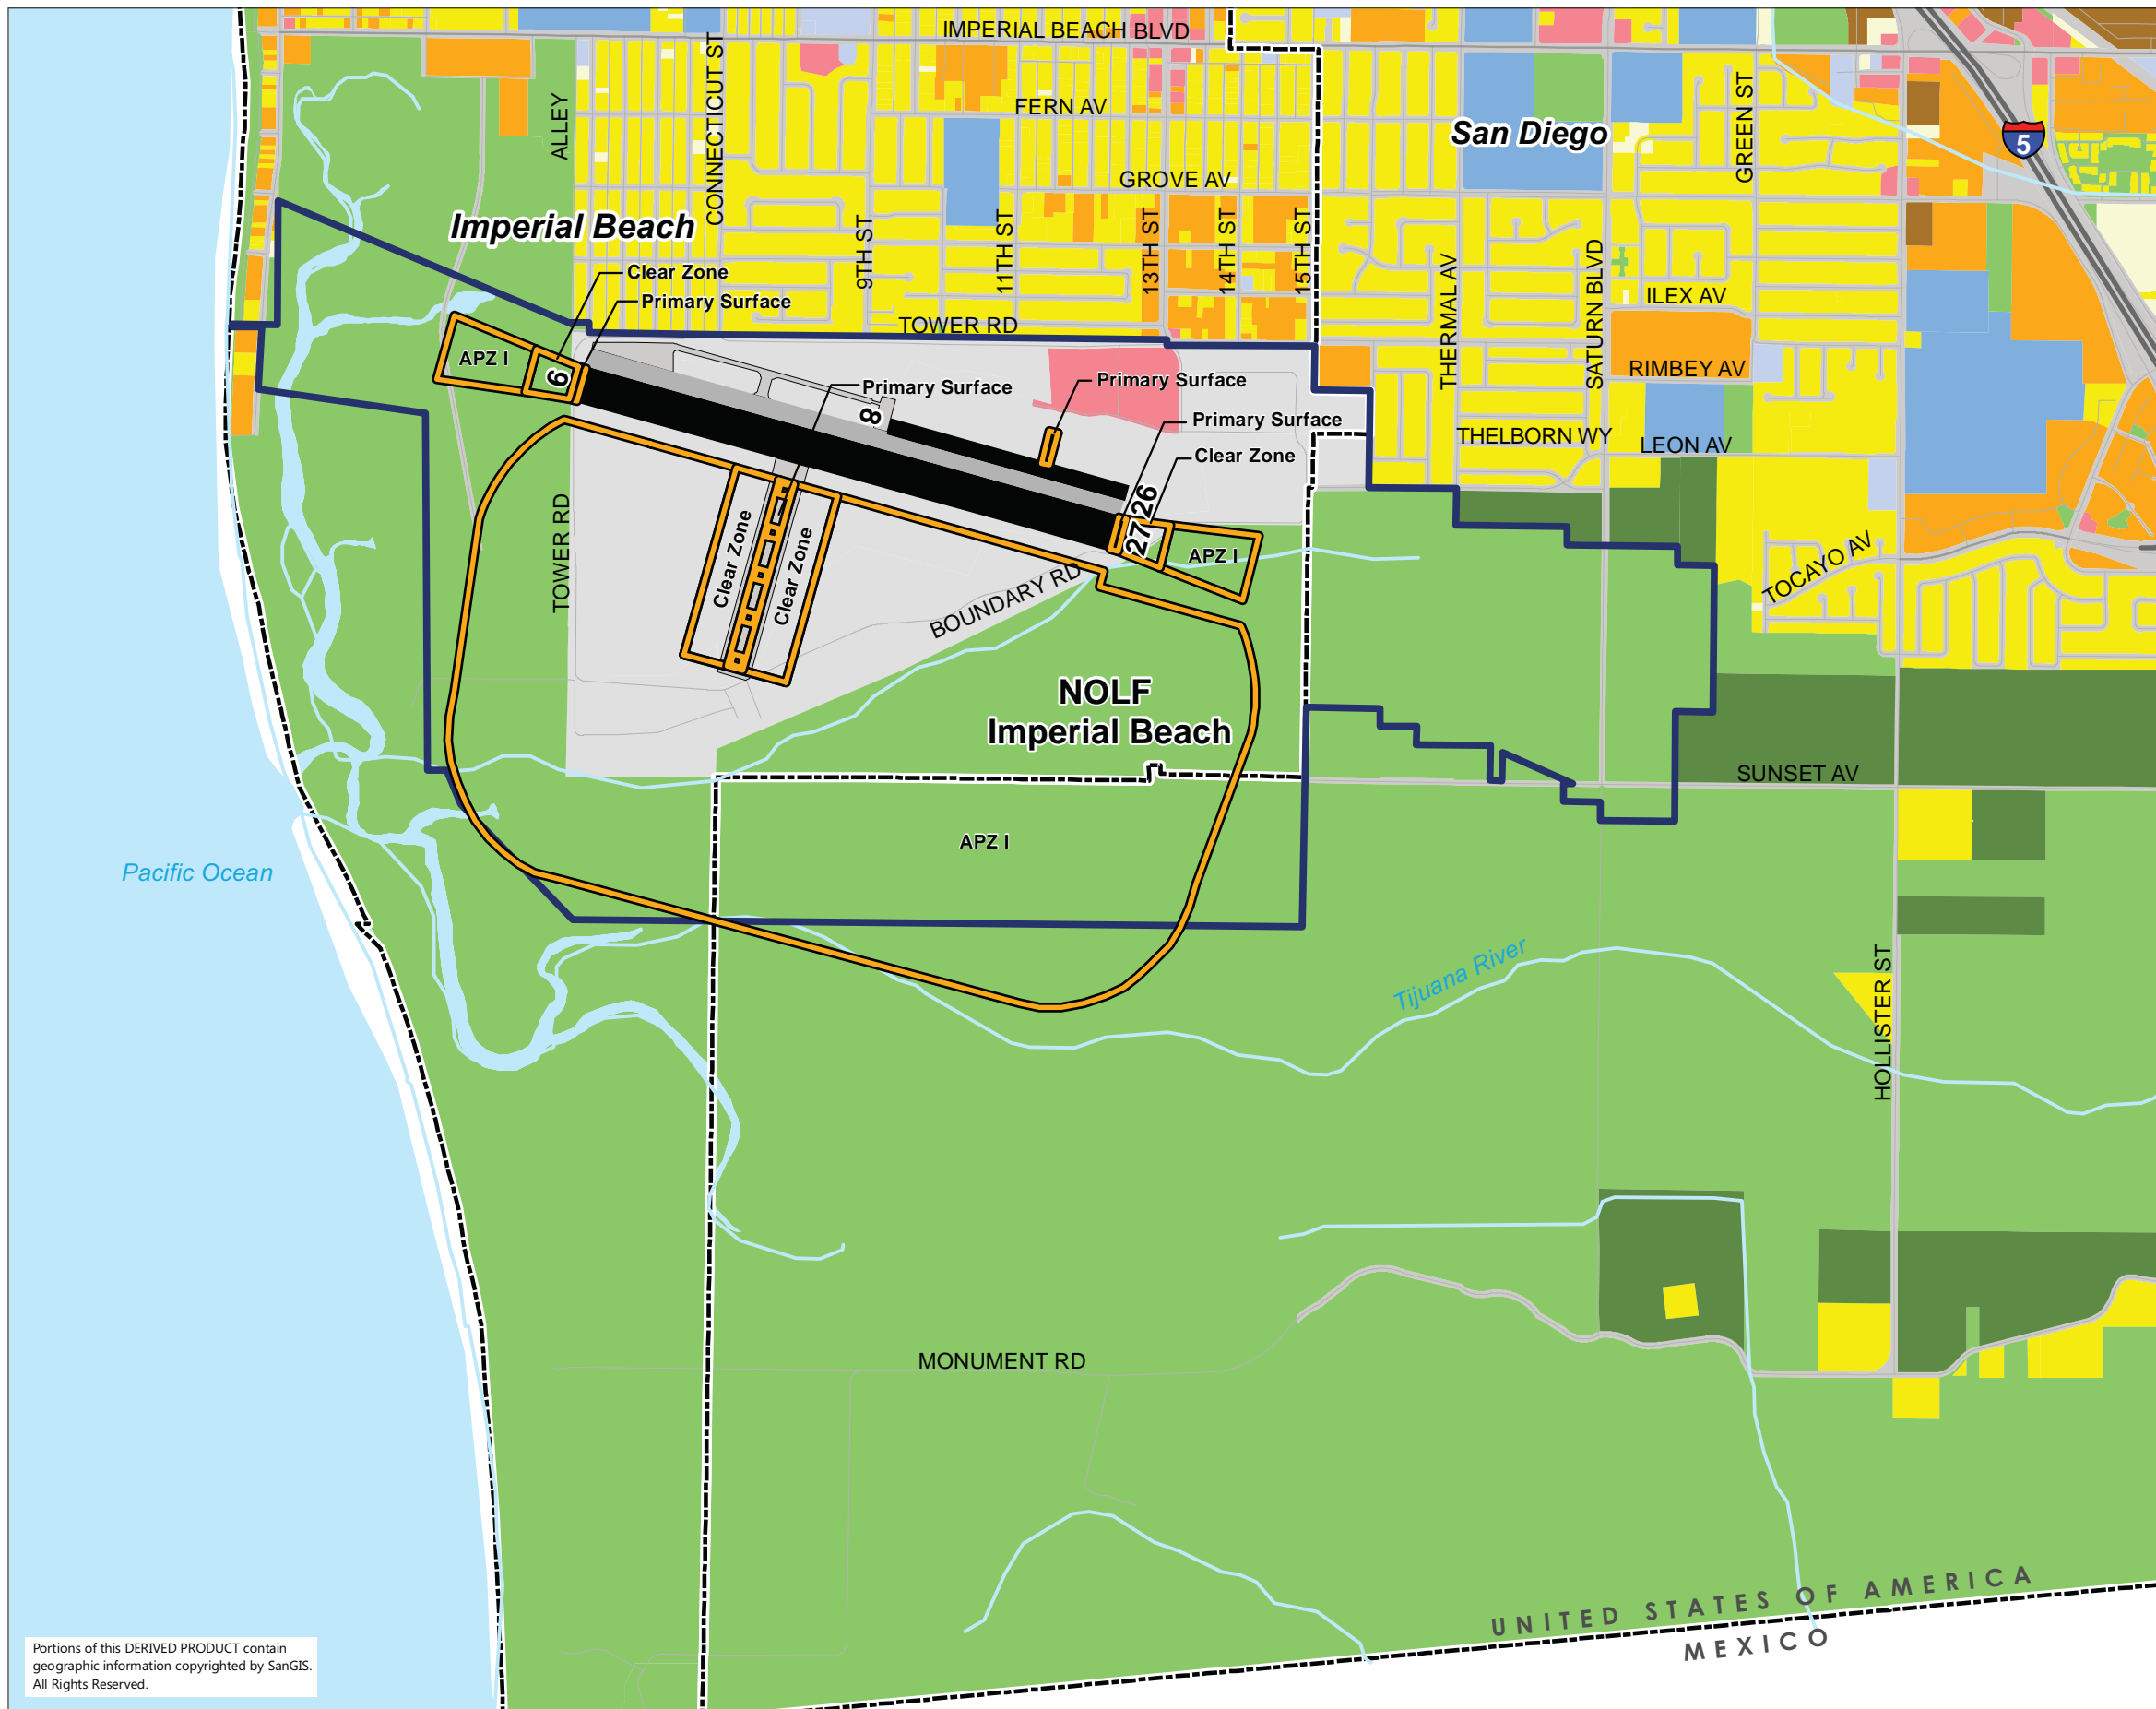 IMPERIAL BEACH BLVD
CONNECTICUT ST
ALLEY
FERN AV
GREEN ST
San Diego
5
GROVE AV
Imperial Beach
9TH ST
11TH ST
13TH ST
14TH ST
15TH ST
THERMAL AV
SATURN BLVD
Clear Zone
Primary Surface
ILEX AV
TOWER RD
APZ I
6
RIMBEY AV
Primary Surface
Primary Surface
8
Primary Surface
THELBORN WY
LEON AV
Clear Zone
26
27
TOWER RD
Clear Zone
Clear Zone
APZ I
BOUNDARY RD
TOCAYO AV
NOLF
Imperial Beach
SUNSET AV
APZ I
Pacific Ocean
Tijuana River
HOLLISTER ST
MONUMENT RD
UNITED STATES OF AMERICA
MEXICO
Portions of this DERIVED PRODUCT contain
geographic information copyrighted by SanGIS.
All Rights Reserved.